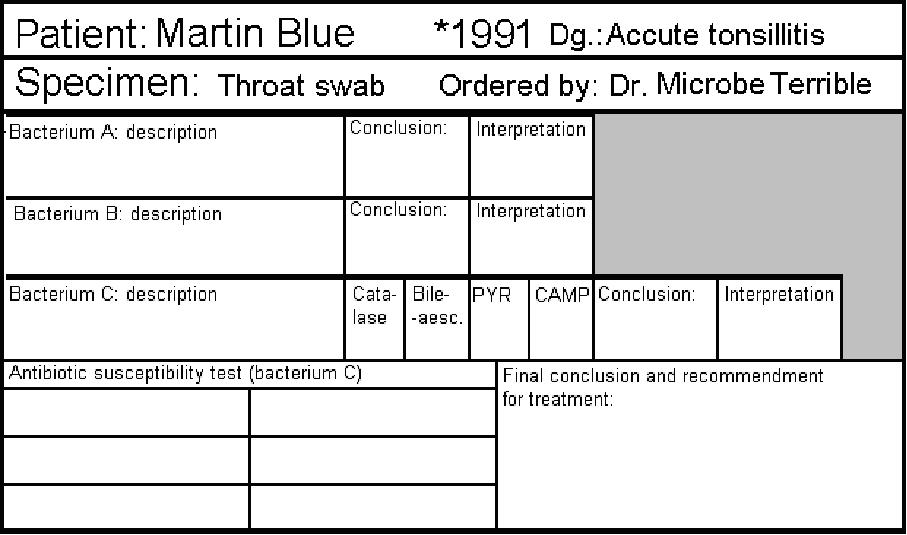 Patient: Martin Blue *1991 Dg.: Accute tonsillitis
Specimen: Throat swab Ordered by: Dr. Microbe Terrible
Bacterium A: description Conclusion: Interpretation
Bacterium B: description Conclusion: Interpretation
Bacterium C: description Cata- Bile- PYR CAMP Conclusion: Interpretation
lase -aesc.
Antibiotic susceptibility test (bacterium C)
Final conclusion and recommendment
for treatment: